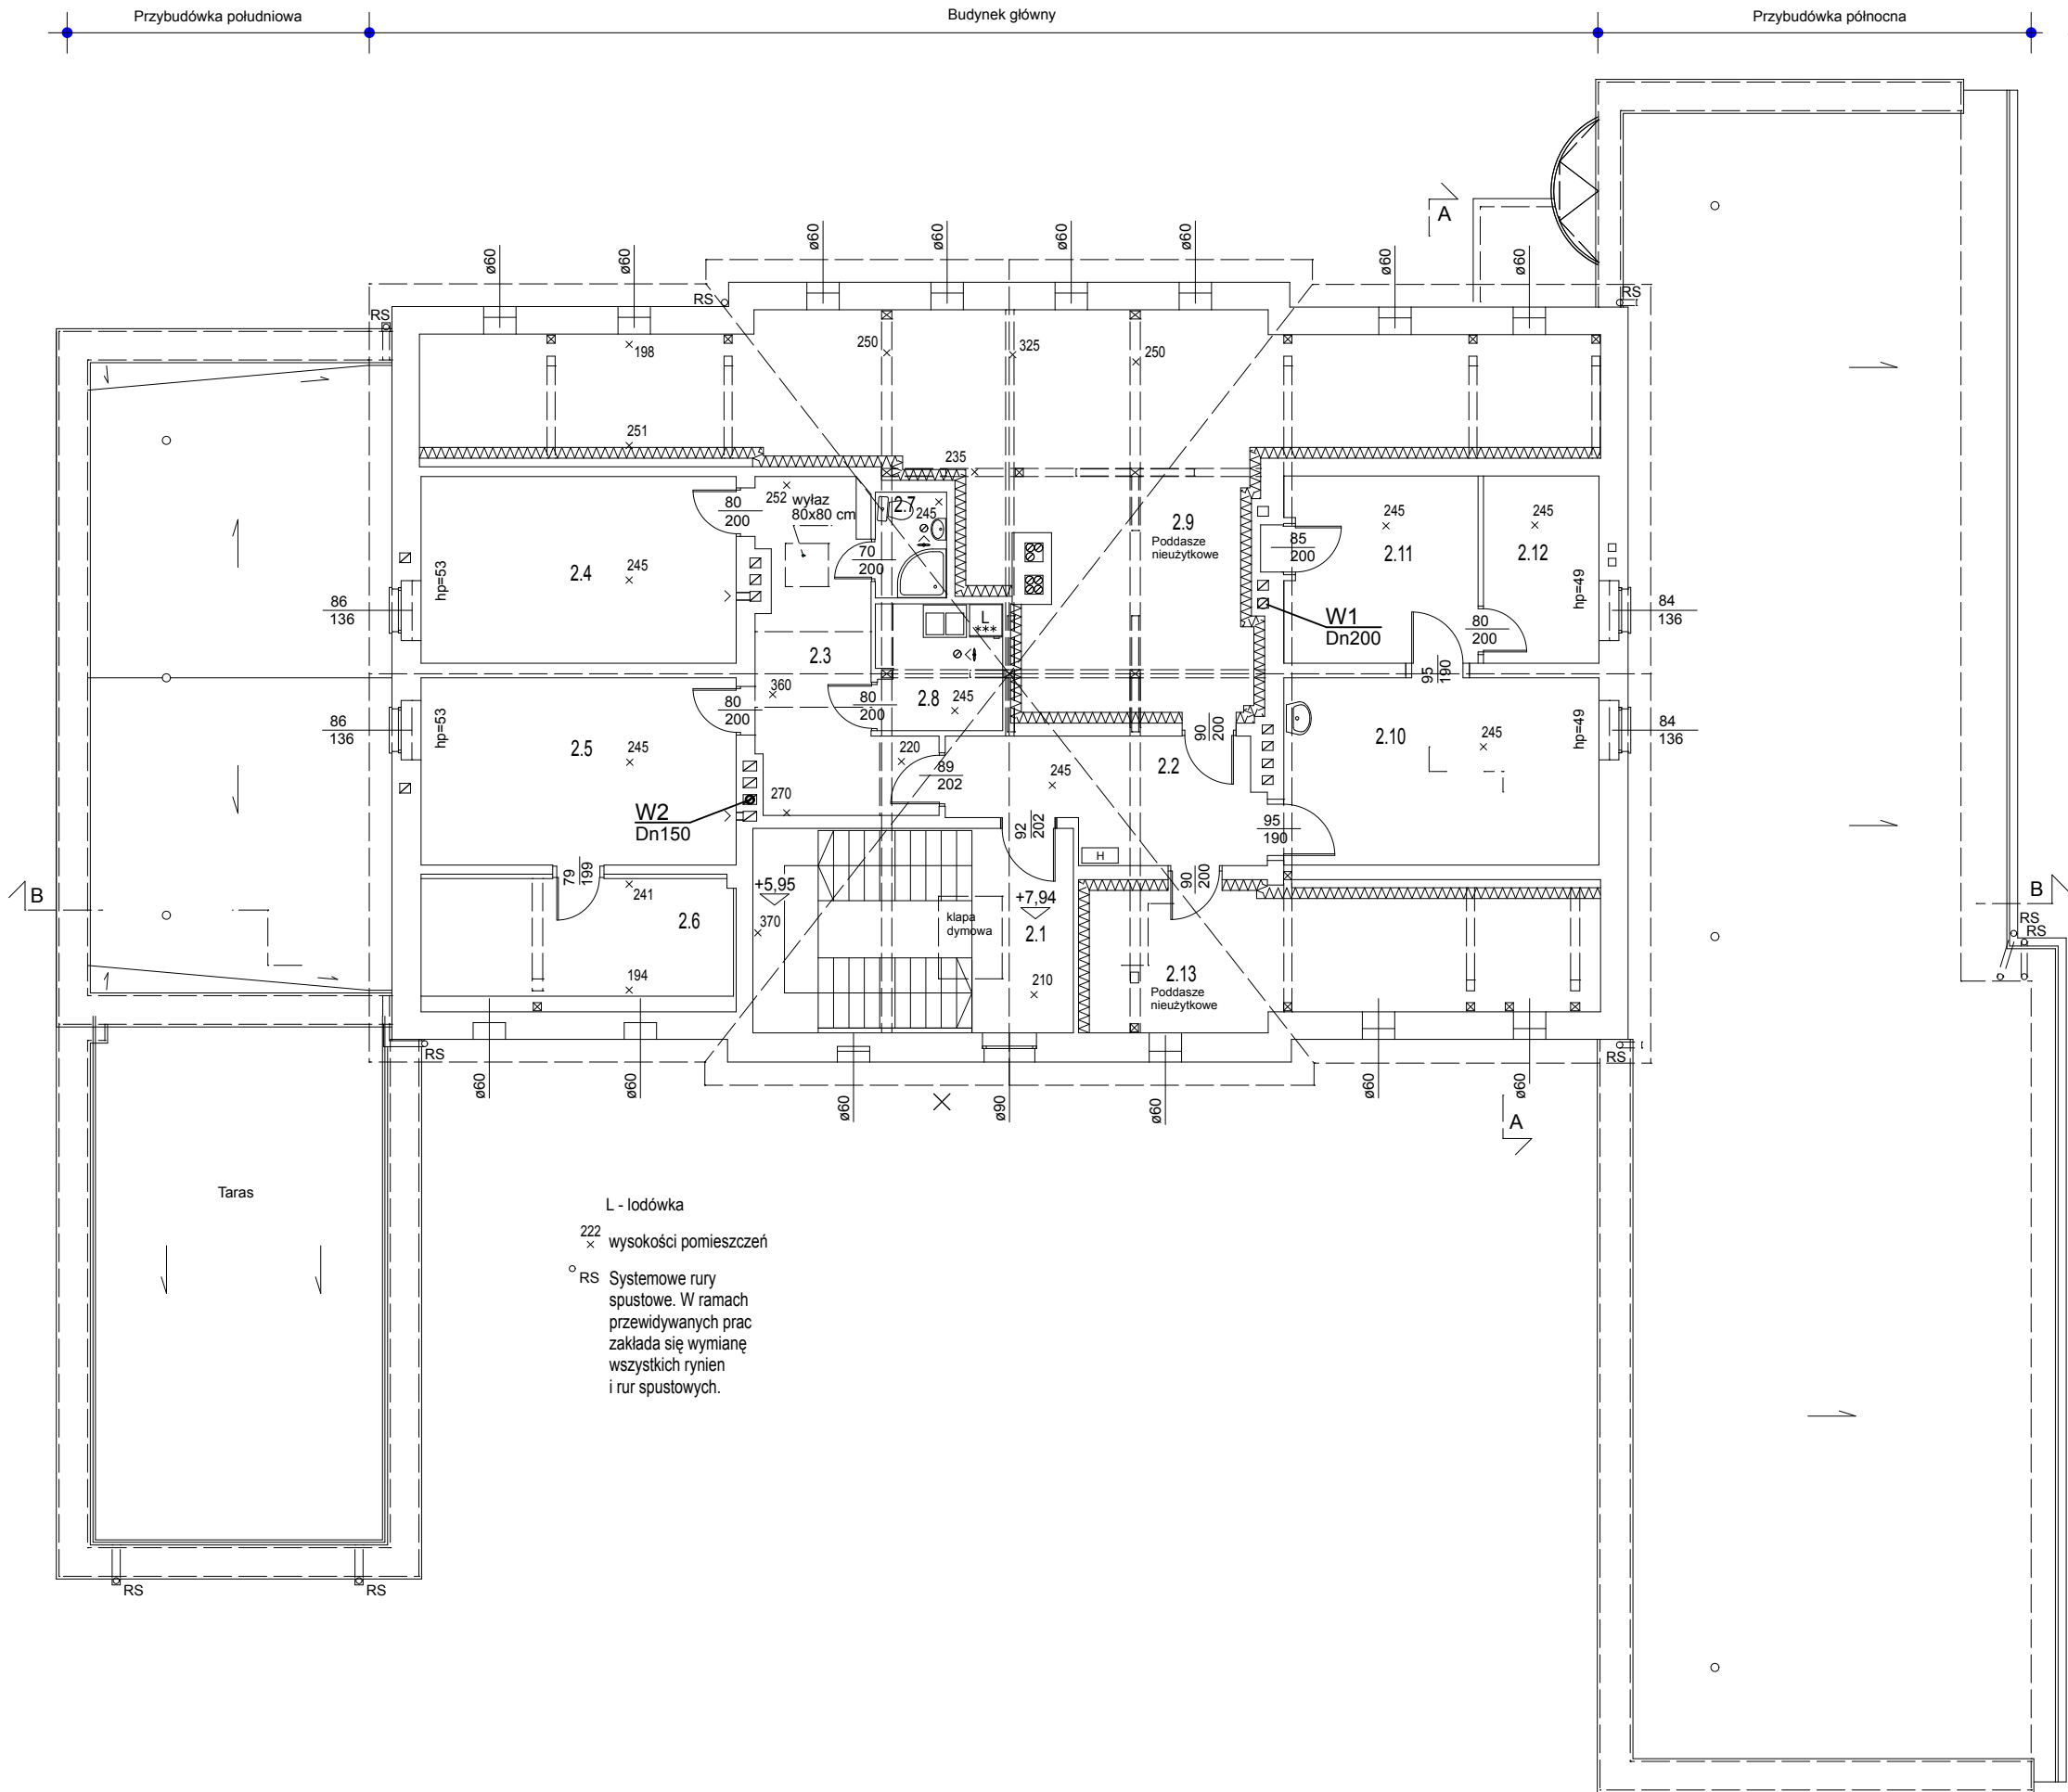 Przybudówka południowa
Budynek główny
Przybudówka północna
A
ø60
ø60
ø60
ø60
ø60
ø60
ø60
ø60
RS
RS
RS
198
250
325
250
251
235
80
200
252
wyłaz
80x80 cm
2.7
245
2.9
Poddasze
nieużytkowe
245
2.11
245
2.12
85
200
70
200
2.4
245
hp=53
86
136
L
***
W1
Dn200
80
200
hp=49
84
136
2.3
95
190
360
80
200
80
200
2.8
245
86
136
hp=53
2.5
245
90
200
2.2
220
89
202
245
2.10
245
hp=49
84
136
270
W2
Dn150
92
202
95
190
H
79
199
90
200
B
241
2.6
+5,95
370
klapa
dymowa
+7,94
2.1
B
RS
RS
194
210
2.13
Poddasze
nieużytkowe
RS
RS
ø60
ø60
ø60
ø90
ø60
ø60
ø60
A
Taras
L - lodówka
222
wysokości pomieszczeń
RS Systemowe rury
spustowe. W ramach
przewidywanych prac
zakłada się wymianę
wszystkich rynien
i rur spustowych.
RS
RS